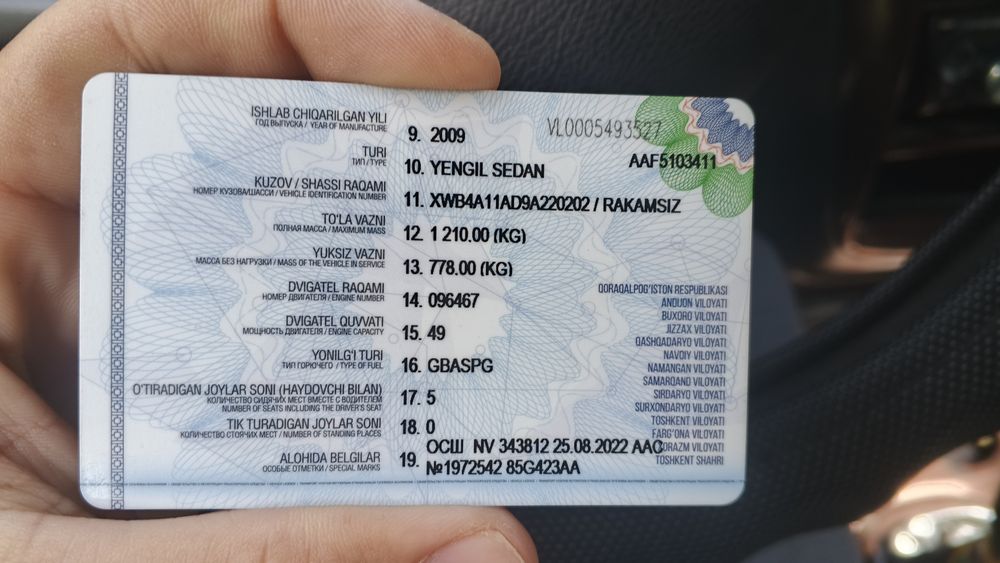 ISHLAB CHIQARILGAN YILI
ГОД ВЫПУСКА / YEAR OF MANUFACTURE
9. 2009
VL0005493527
TURI
ТИП / TYPE
10. YENGIL SEDAN
AAF5103411
KUZOV / SHASSI RAQAMI
НОМЕР КУЗОВА/ШАССИ / VEHICLE IDENTIFICATION NUMBER
11. XWB4A11AD9A220202 / RAKAMSIZ
TO'LA VAZNI
ПОЛНАЯ МАССА / MAXIMUM MASS
12. 1 210.00 (KG)
YUKSIZ VAZNI
МАССА БЕЗ НАГРУЗКИ / MASS OF THE VEHICLE IN SERVICE
13. 778.00 (KG)
DVIGATEL RAQAMI
НОМЕР ДВИГАТЕЛЯ / ENGINE NUMBER
14. 096467
DVIGATEL QUVVATI
МОЩНОСТЬ ДВИГАТЕЛЯ / ENGINE CAPACITY
15. 49
YONILG'I TURI
ТИП ГОРЮЧЕГО / TYPE OF FUEL
16. GBASPG
O'TIRADIGAN JOYLAR SONI (HAYDOVCHI BILAN)
КОЛИЧЕСТВО СИДЯЧИХ МЕСТ ВМЕСТЕ С ВОДИТЕЛЕМ
NUMBER OF SEATS INCLUDING THE DRIVER'S SEAT
17. 5
TIK TURADIGAN JOYLAR SONI
КОЛИЧЕСТВО СТОЯЧИХ МЕСТ / NUMBER OF STANDING PLACES
18. 0
ALOHIDA BELGILAR
ОСОБЫЕ ОТМЕТКИ / SPECIAL MARKS
19. ОСШ NV 343812 25.08.2022 AAC
№1972542 85G423AA
QORAQALPOG'ISTON RESPUBLIKASI
ANDIJON VILOYATI
BUXORO VILOYATI
JIZZAX VILOYATI
QASHQADARYO VILOYATI
NAVOIY VILOYATI
NAMANGAN VILOYATI
SAMARQAND VILOYATI
SIRDARYO VILOYATI
SURXONDARYO VILOYATI
TOSHKENT VILOYATI
FARG'ONA VILOYATI
XORAZM VILOYATI
TOSHKENT SHAHRI